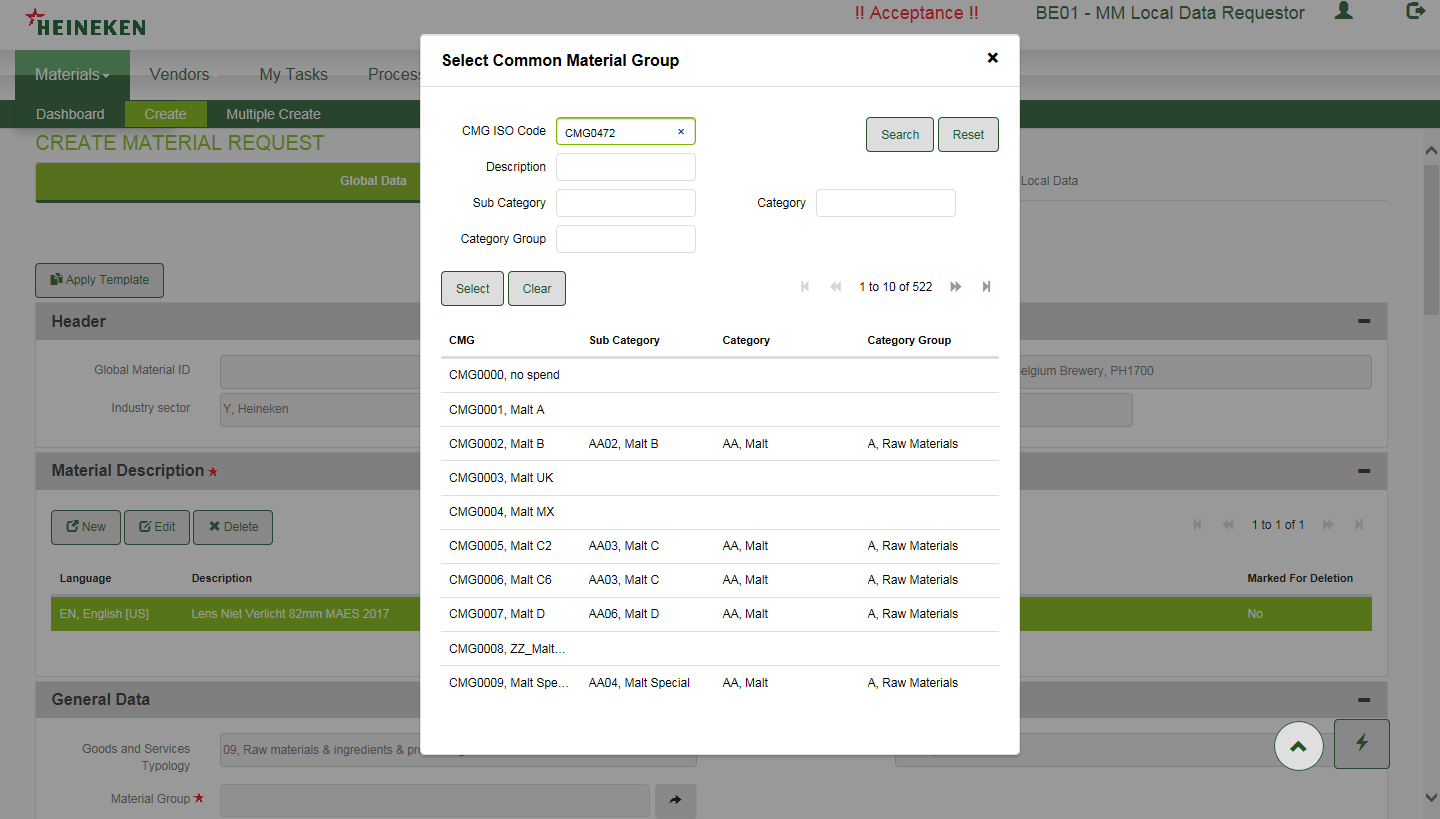 HEINEKEN
!! Acceptance !!
BE01 - MM Local Data Requestor
Materials
Vendors
My Tasks
Dashboard
Create
Multiple Create
CREATE MATERIAL REQUEST
Global Data
Local Data
Apply Template
Header
Global Material ID
Belgium Brewery, PH1700
Industry sector
Y, Heineken
Material Description ★
New
Edit
Delete
1 to 1 of 1
Language
Description
Marked For Deletion
EN, English [US]
Lens Niet Verlicht 82mm MAES 2017
No
General Data
Goods and Services
Typology
09, Raw materials & ingredients &
Material Group ★
Select Common Material Group
CMG ISO Code
CMG0472
Search
Reset
Description
Sub Category
Category
Category Group
Select
Clear
1 to 10 of 522
CMG Sub Category Category Category Group
CMG0000, no spend
CMG0001, Malt A
CMG0002, Malt B AA02, Malt B AA, Malt A, Raw Materials
CMG0003, Malt UK
CMG0004, Malt MX
CMG0005, Malt C2 AA03, Malt C AA, Malt A, Raw Materials
CMG0006, Malt C6 AA03, Malt C AA, Malt A, Raw Materials
CMG0007, Malt D AA06, Malt D AA, Malt A, Raw Materials
CMG0008, ZZ_Malt...
CMG0009, Malt Spe... AA04, Malt Special AA, Malt A, Raw Materials